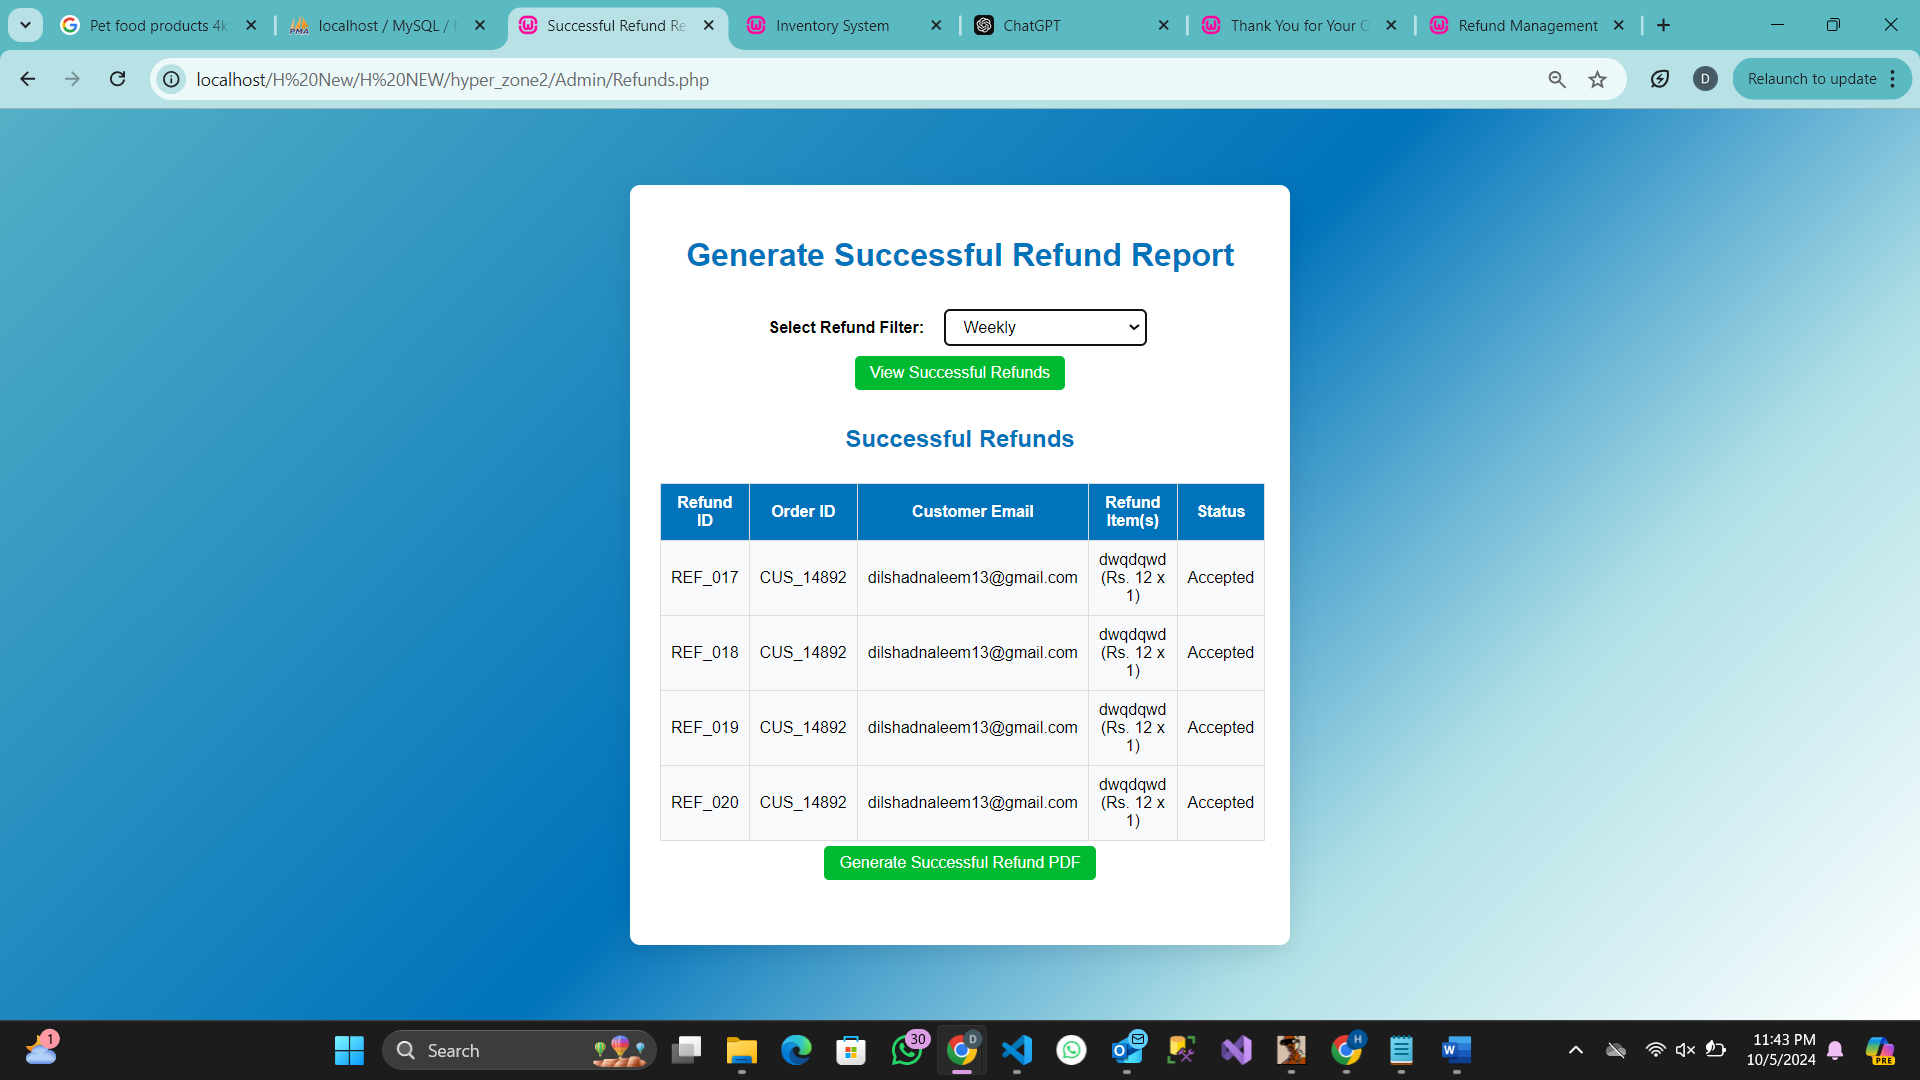 Pet food products 4k
localhost / MySQL / h
Successful Refund Re
Inventory System
ChatGPT
Thank You for Your O
Refund Management
localhost/H%20New/H%20NEW/hyper_zone2/Admin/Refunds.php
D
Relaunch to update
Generate Successful Refund Report
Select Refund Filter:
Weekly
View Successful Refunds
Successful Refunds
Refund ID Order ID Customer Email Refund Item(s) Status
REF_017 CUS_14892 dilshadnaleem13@gmail.com dwqdqwd (Rs. 12 x 1) Accepted
REF_018 CUS_14892 dilshadnaleem13@gmail.com dwqdqwd (Rs. 12 x 1) Accepted
REF_019 CUS_14892 dilshadnaleem13@gmail.com dwqdqwd (Rs. 12 x 1) Accepted
REF_020 CUS_14892 dilshadnaleem13@gmail.com dwqdqwd (Rs. 12 x 1) Accepted
Generate Successful Refund PDF
1
Search
30
D
H
11:43 PM
10/5/2024
PRE